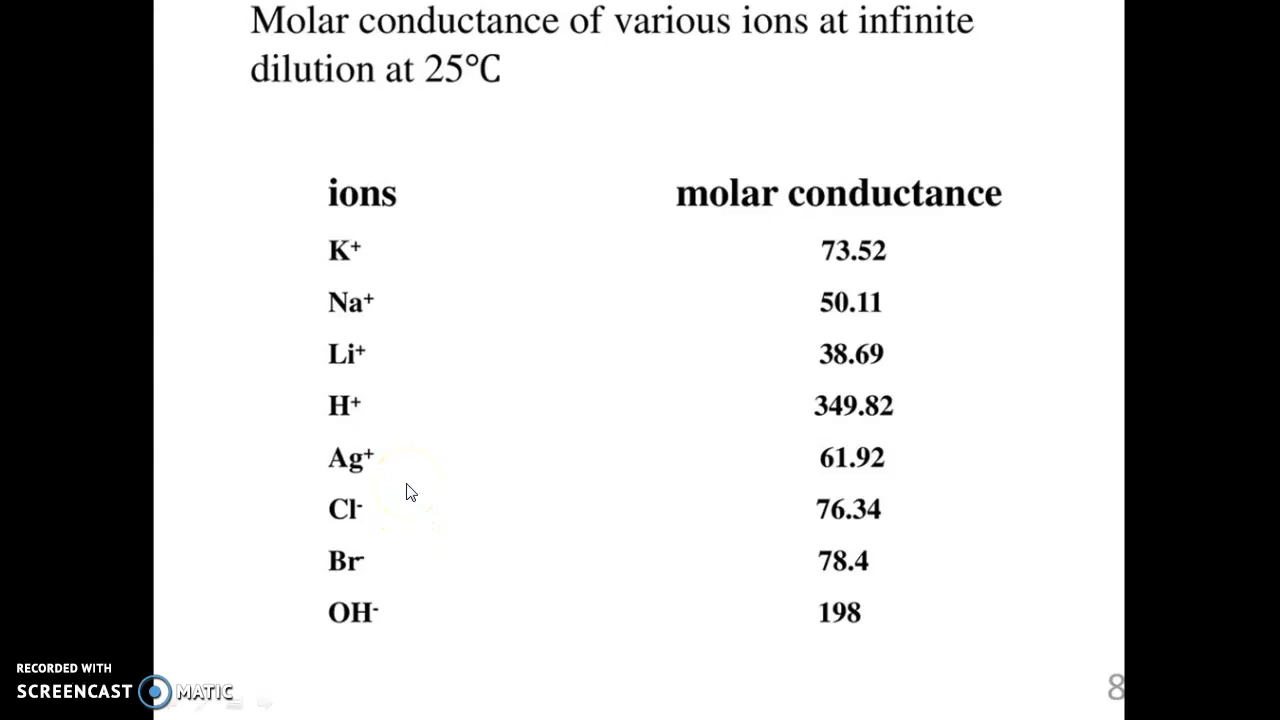 Molar conductance of various ions at infinite
dilution at 25°C
ions molar conductance
K⁺ 73.52
Na⁺ 50.11
Li⁺ 38.69
H⁺ 349.82
Ag⁺ 61.92
Cl⁻ 76.34
Br⁻ 78.4
OH⁻ 198
RECORDED WITH
SCREENCAST MATIC
8